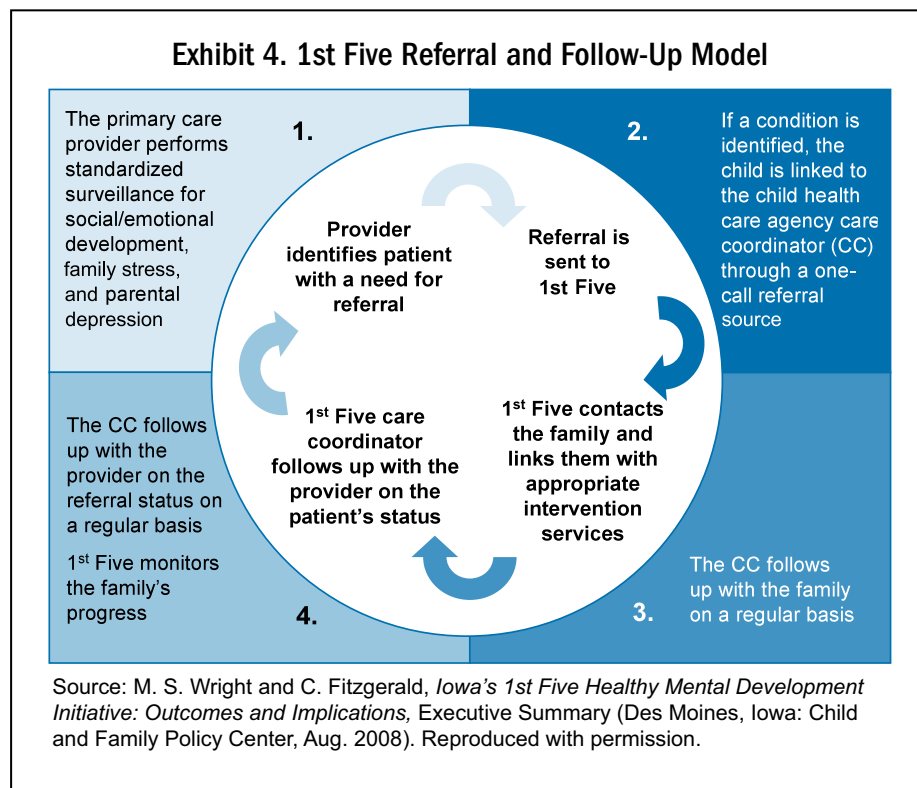 Exhibit 4. 1st Five Referral and Follow-Up Model
The primary care
provider performs
standardized
surveillance for
social/emotional
development,
family stress,
and parental
depression
1.
Provider
identifies patient
with a need for
referral
2.
If a condition is
identified, the
child is linked to
the child health
care agency care
coordinator (CC)
through a one-
call referral
source
Referral is
sent to
1st Five
1st Five contacts
the family and
links them with
appropriate
intervention
services
3.
The CC follows
up with the family
on a regular basis
1st Five care
coordinator
follows up with the
provider on the
patient's status
4.
The CC follows
up with the
provider on the
referral status on
a regular basis
1st Five monitors
the family's
progress
Source: M. S. Wright and C. Fitzgerald, Iowa's 1st Five Healthy Mental Development
Initiative: Outcomes and Implications, Executive Summary (Des Moines, Iowa: Child
and Family Policy Center, Aug. 2008). Reproduced with permission.